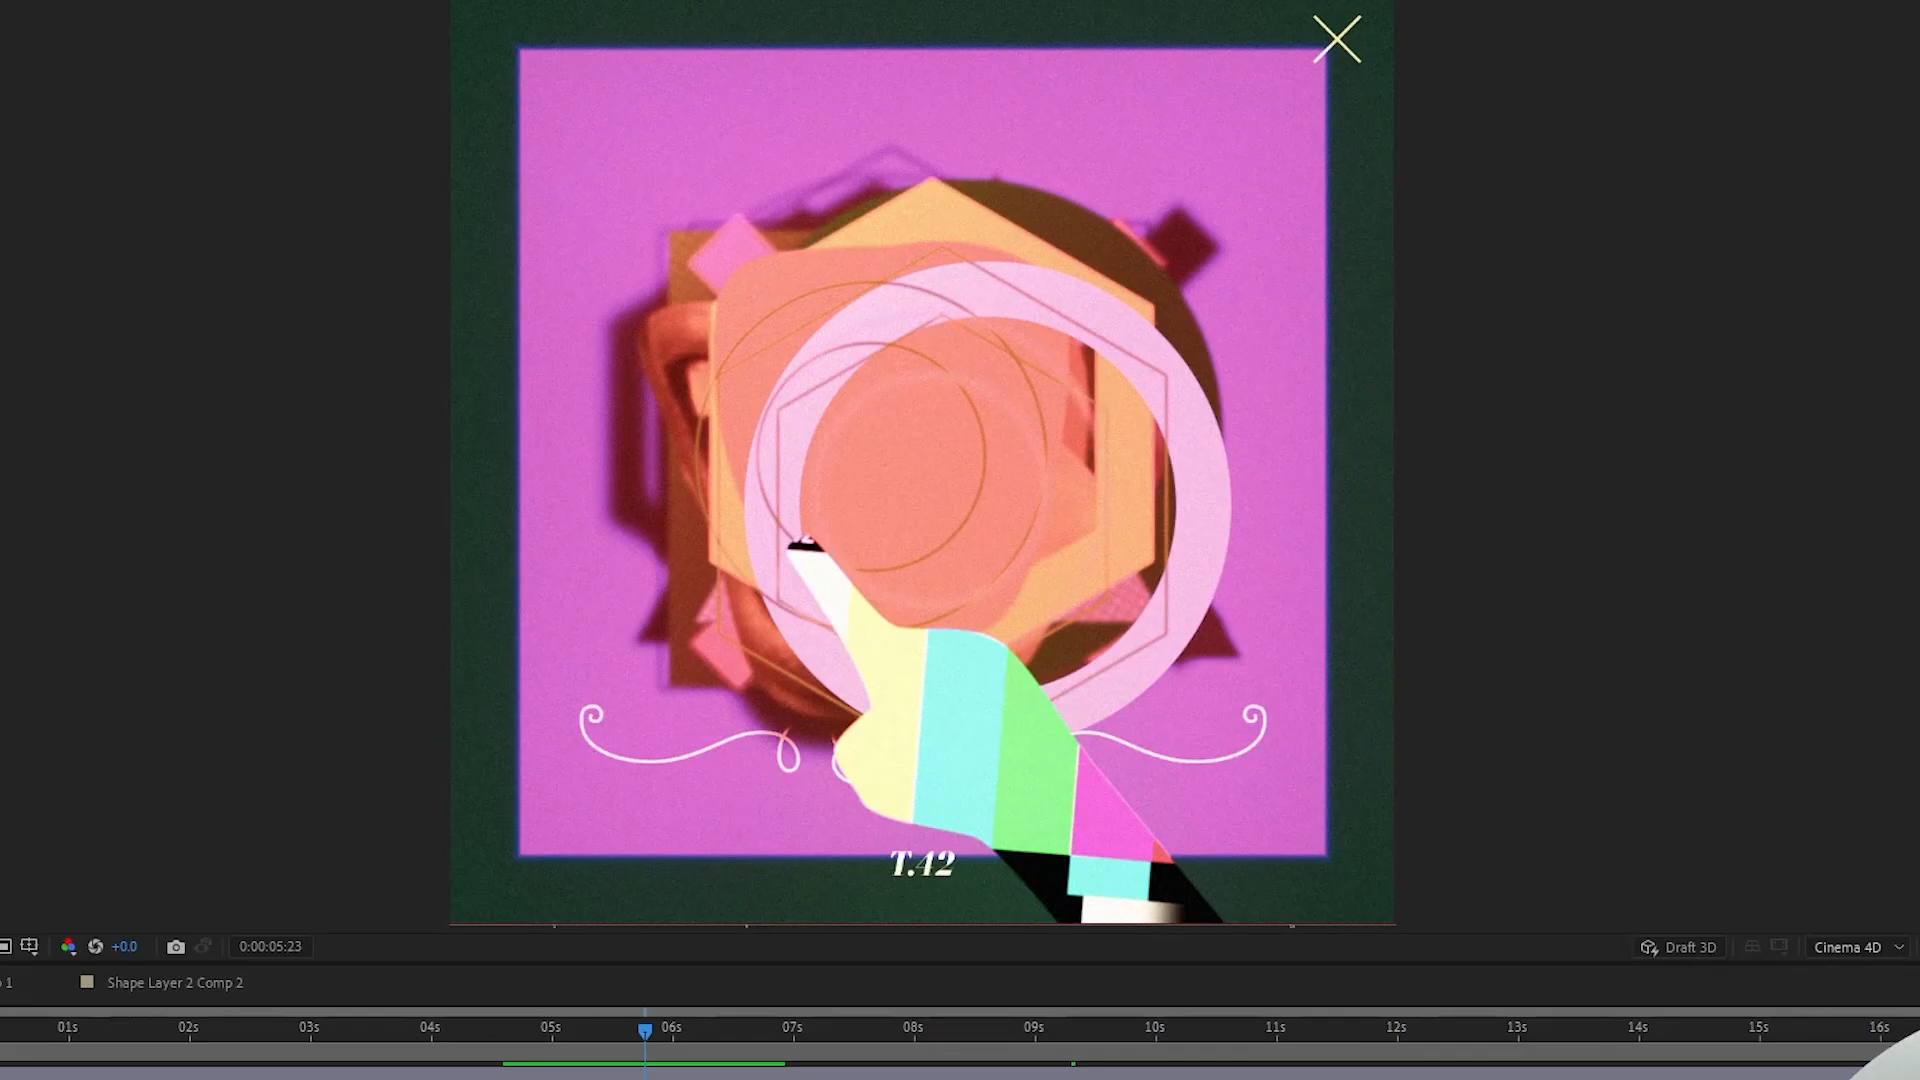 T.42
+0.0
0:00:05:23
Draft 3D
Cinema 4D
1
Shape Layer 2 Comp 2
01s
02s
03s
04s
05s
06s
07s
08s
09s
10s
11s
12s
13s
14s
15s
16s